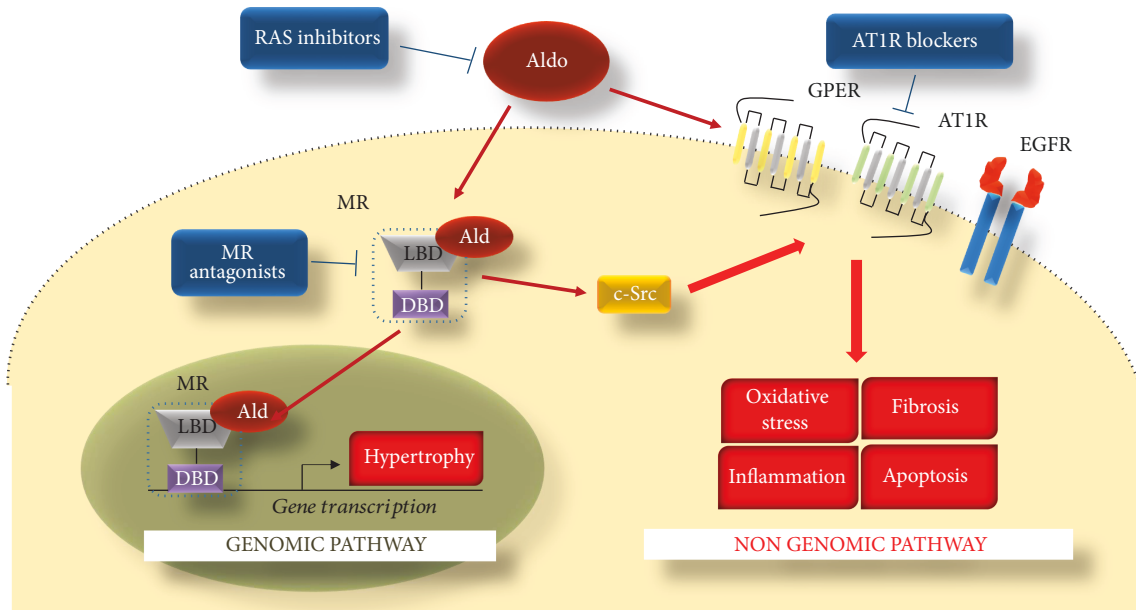 RAS inhibitors
Aldo
AT1R blockers
GPER
AT1R
EGFR
MR
Ald
LBD
DBD
MR
antagonists
c-Src
MR
Ald
LBD
DBD
Hypertrophy
Gene transcription
GENOMIC PATHWAY
Oxidative
stress
Fibrosis
Inflammation
Apoptosis
NON GENOMIC PATHWAY